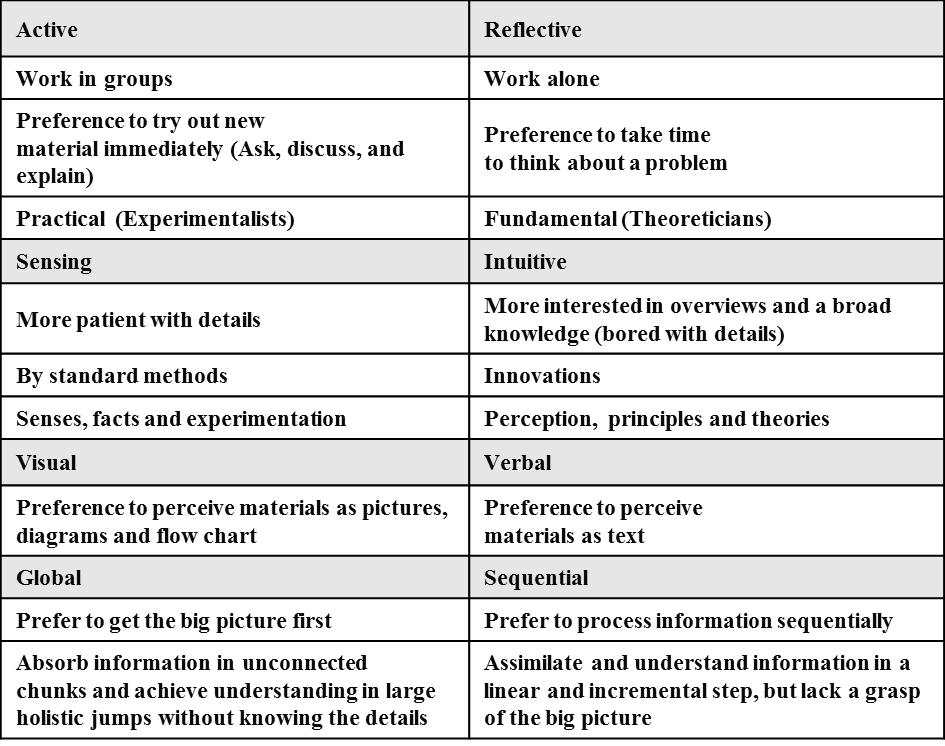 Active
Reflective
Work in groups
Work alone
Preference to try out new
material immediately (Ask, discuss, and
explain)
Preference to take time
to think about a problem
Practical (Experimentalists)
Fundamental (Theoreticians)
Sensing
Intuitive
More patient with details
More interested in overviews and a broad
knowledge (bored with details)
By standard methods
Innovations
Senses, facts and experimentation
Perception, principles and theories
Visual
Verbal
Preference to perceive materials as pictures,
diagrams and flow chart
Preference to perceive
materials as text
Global
Sequential
Prefer to get the big picture first
Prefer to process information sequentially
Absorb information in unconnected
chunks and achieve understanding in large
holistic jumps without knowing the details
Assimilate and understand information in a
linear and incremental step, but lack a grasp
of the big picture